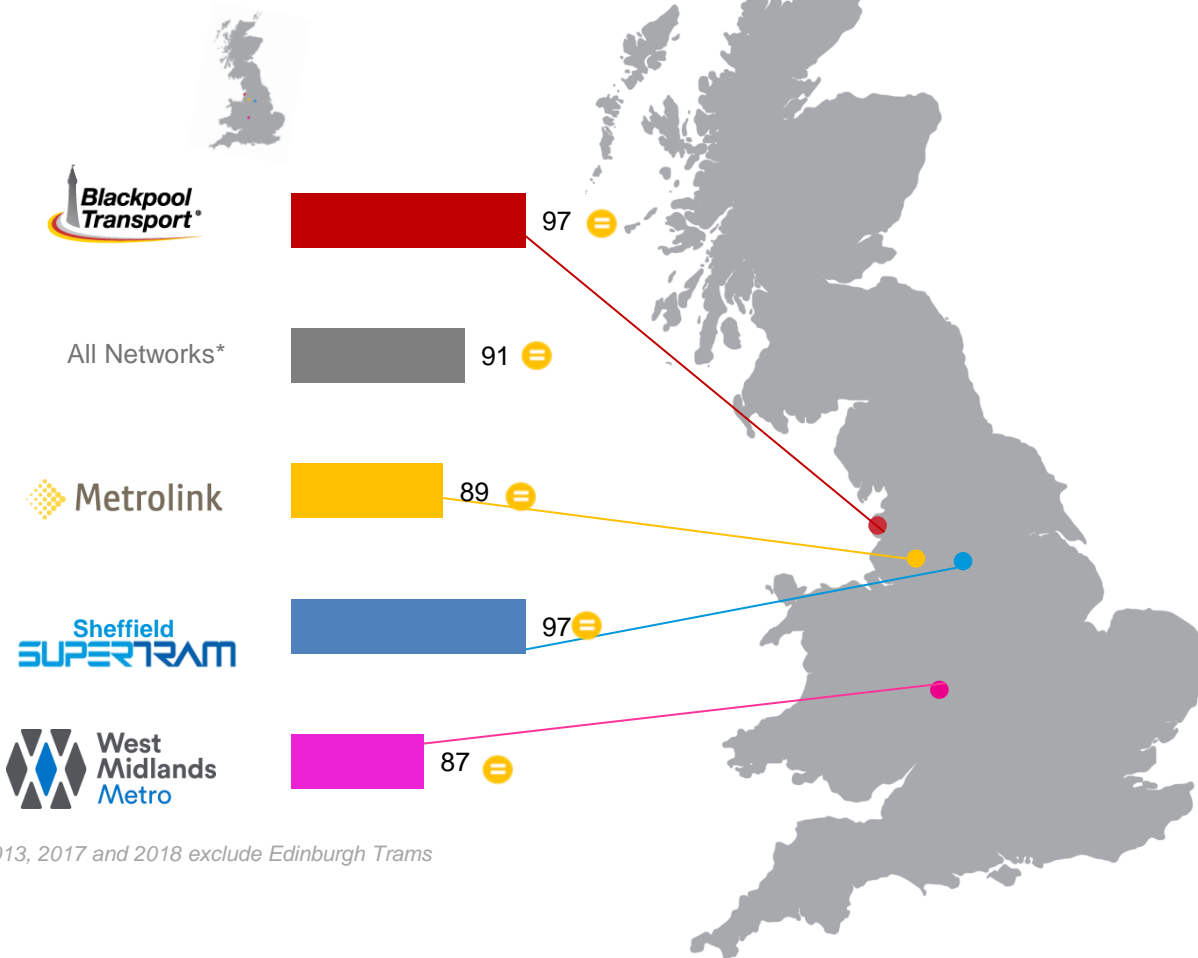 Blackpool
Transport
97
All Networks*
91
Metrolink
89
Sheffield
SUPERTRAM
97
West
Midlands
Metro
87
2017 and 2018 exclude Edinburgh Trams